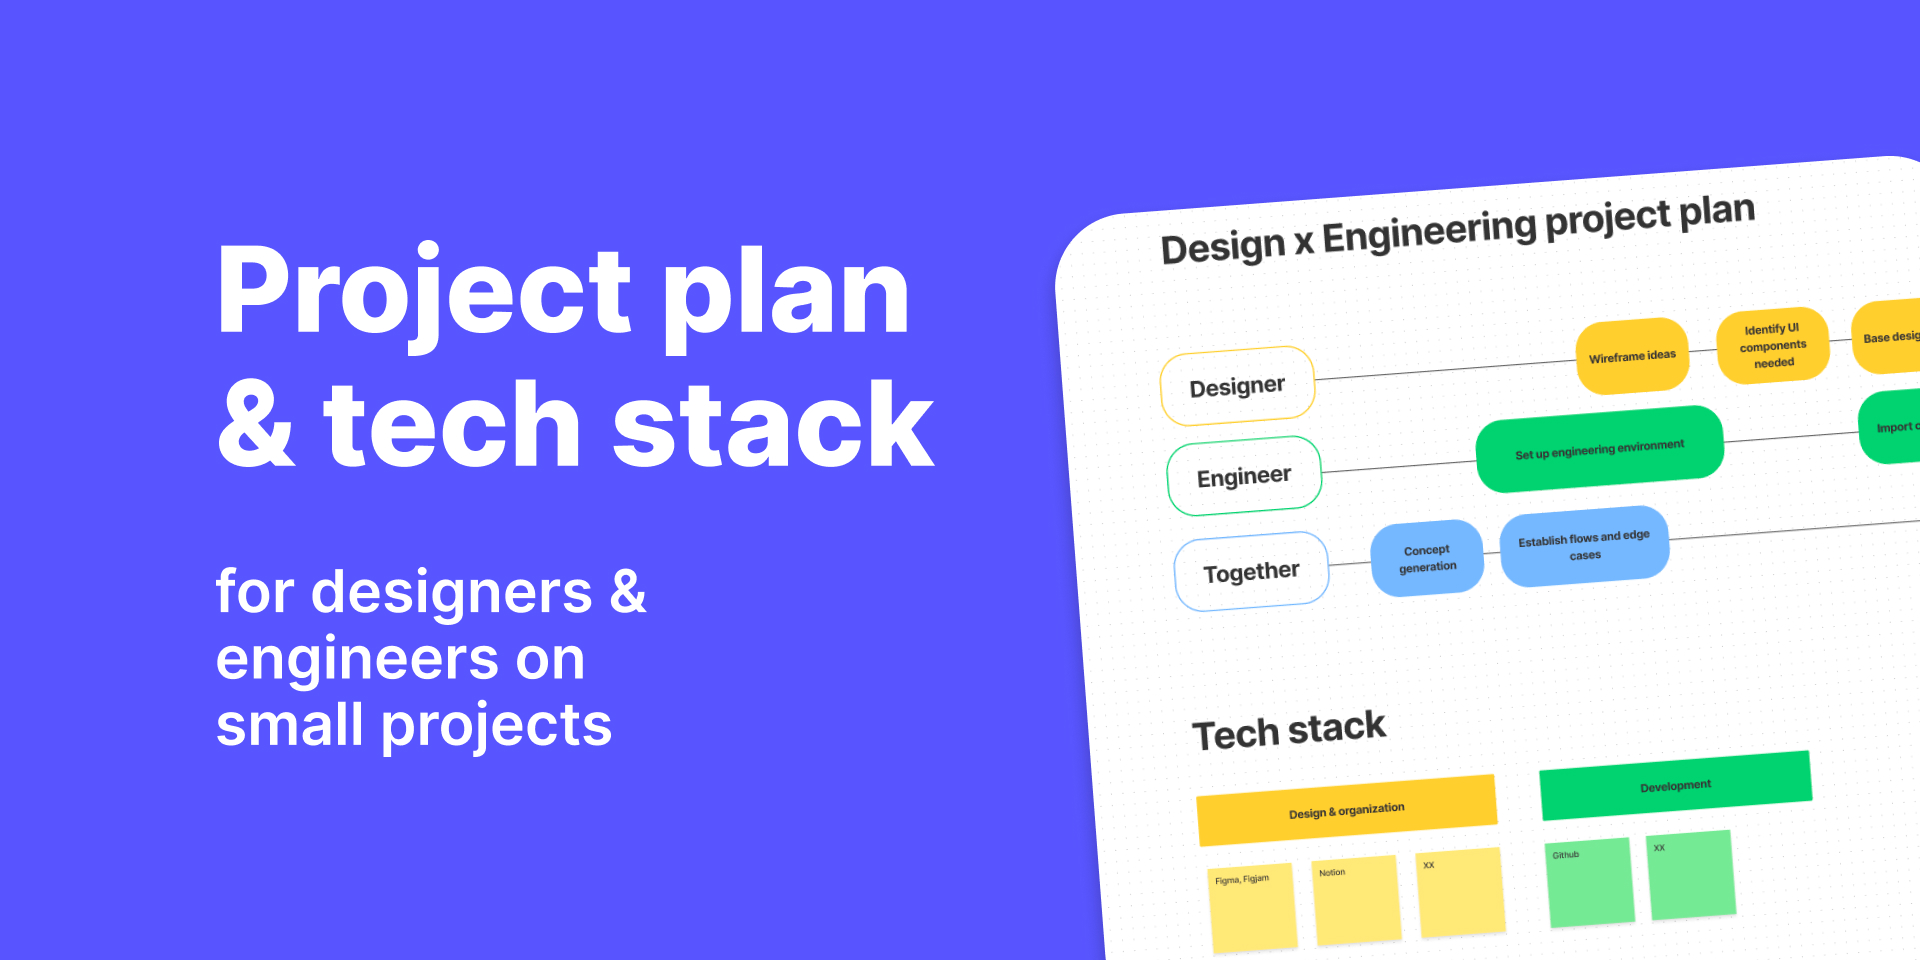 Project plan
& tech stack
for designers &
engineers on
small projects
Design x Engineering project plan
Designer
Wireframe ideas
Identify UI
components
needed
Base
Engineer
Set up engineering environment
Import
Together
Concept
generation
Establish flows and edge
cases
Tech stack
Design & organization
Figma, Figjam
Notion
XX
Development
Github
XX